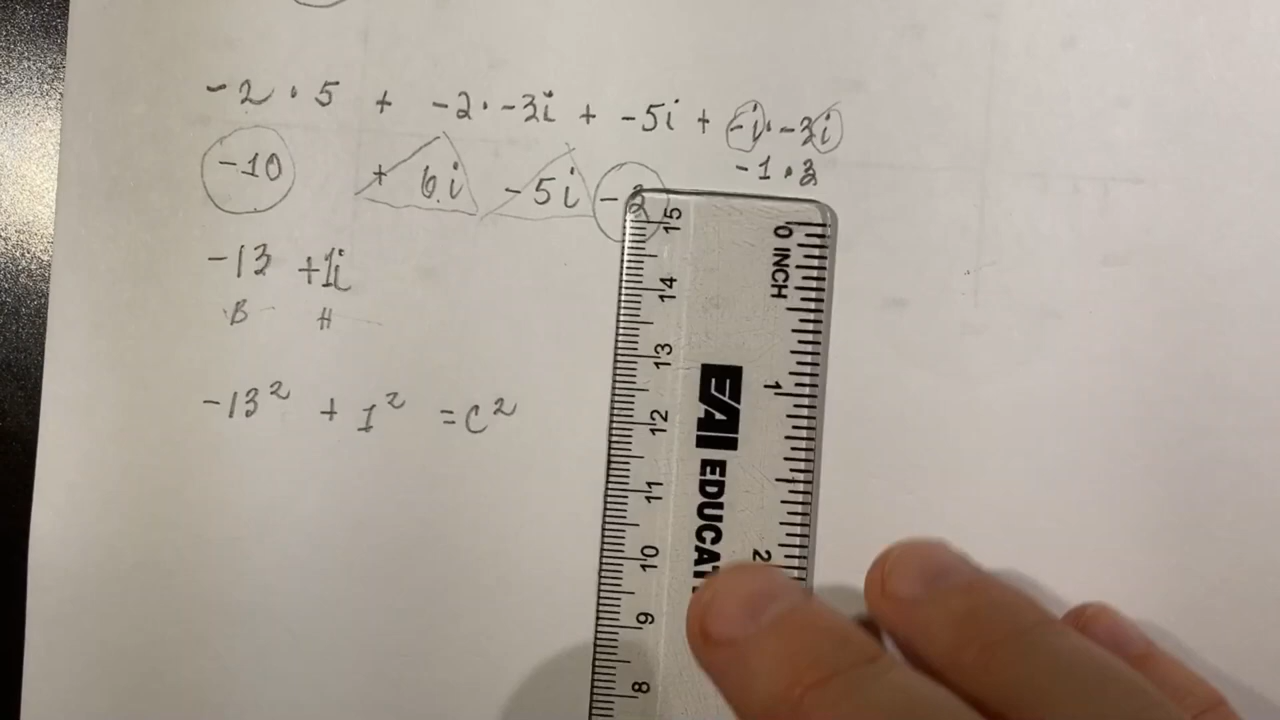 -2 · 5 + -2 · -3i + -5i + -i · -3i
-1 · 3
-10 + 6i - 5i -
-13 + 1i
B H
-13² + 1² = c²
15 14 13 12 11 10 9 8
0 INCH 1 2
EAI EDUCAT